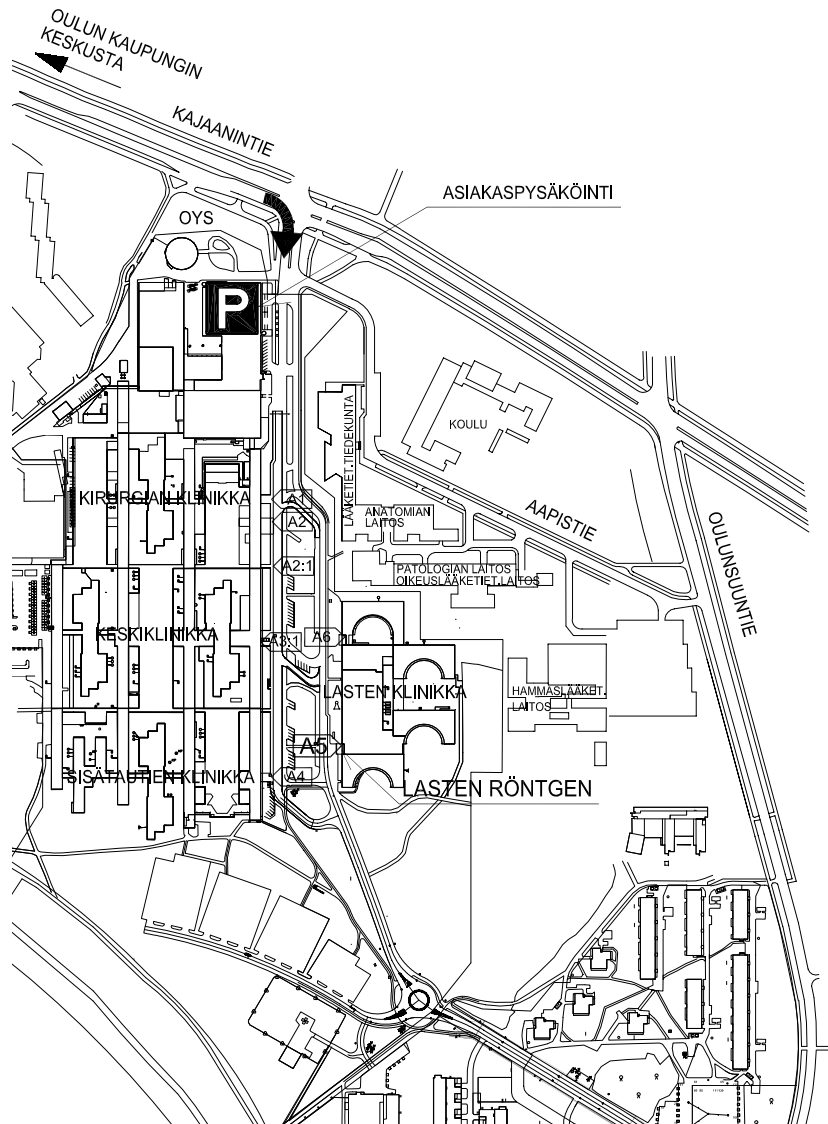 OULUN KAUPUNGIN
KESKUSTA
KAJAANINTIE
ASIAKASPYSÄKÖINTI
OYS
P
LÄÄKETIET.TIEDEKUNTA
KOULU
KIRURGIAN KLINIKKA
A1
A2
ANATOMIAN
LAITOS
AAPISTIE
OULUNSUUNTIE
A2:1
PATOLOGIAN LAITOS -
OIKEUSLÄÄKETIET.LAITOS
KESKIKLINIKKA
A3:1
A6
LASTEN KLINIKKA
HAMMASLÄÄKET.
LAITOS
A5
SISÄTAUTIEN KLINIKKA
A4
LASTEN RÖNTGEN